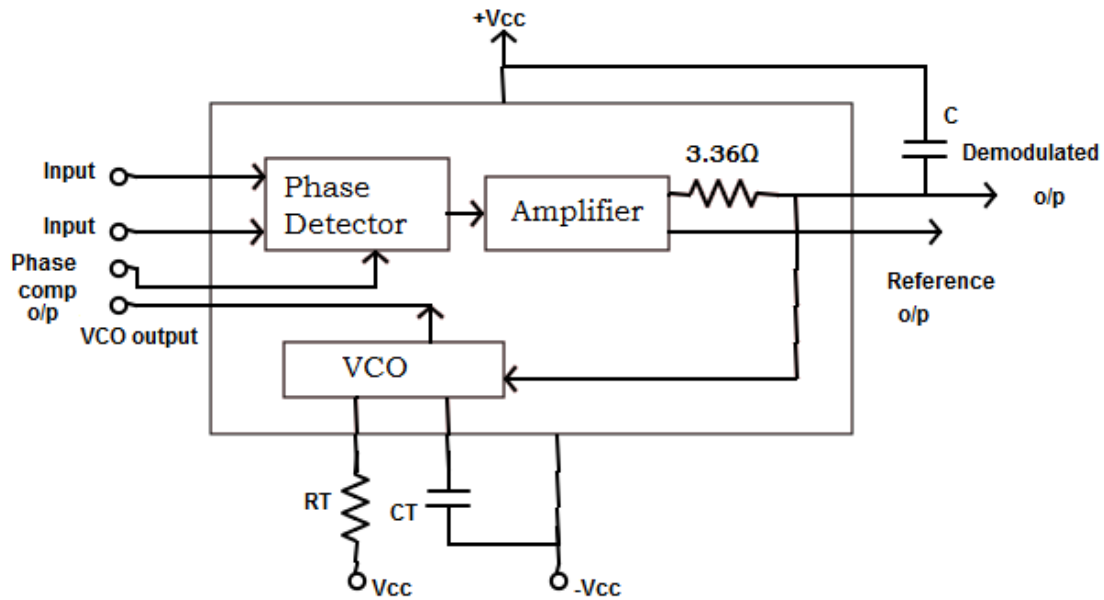 +Vcc
C
3.36Ω
Demodulated
o/p
Input
Phase
Detector
Amplifier
Input
Phase
comp
o/p
Reference
o/p
VCO output
VCO
RT
CT
Vcc
-Vcc